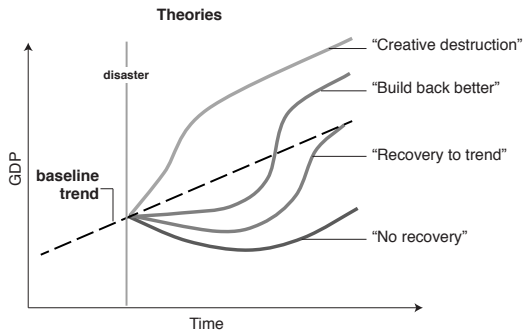 Theories
“Creative destruction”
disaster
“Build back better”
“Recovery to trend”
baseline
trend
“No recovery”
GDP
Time